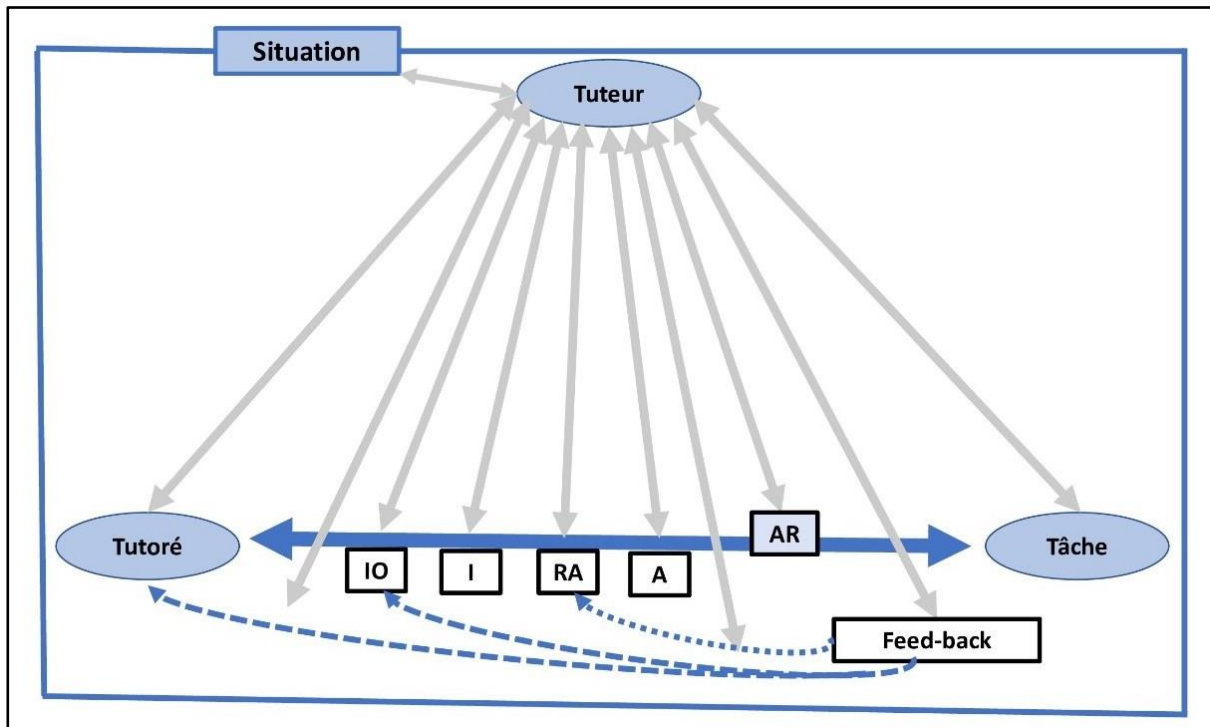 Situation
Tuteur
Tutoré
AR
Tâche
IO
I
RA
A
Feed-back